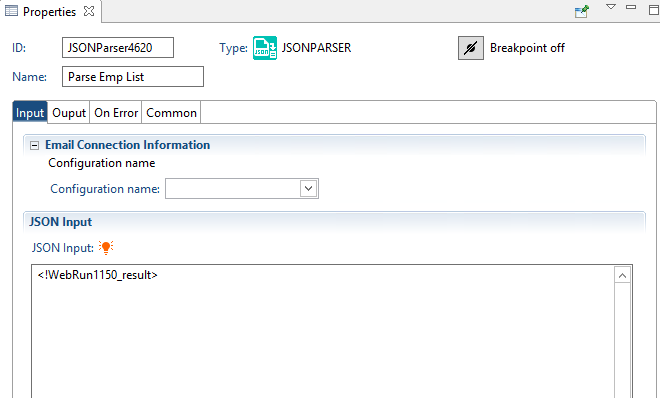 Properties
ID: JSONParser4620 Type: JSON JSONPARSER Breakpoint off
Name: Parse Emp List
Input Ouput On Error Common
Email Connection Information
Configuration name
Configuration name:
JSON Input
JSON Input:
<!WebRun1150_result>